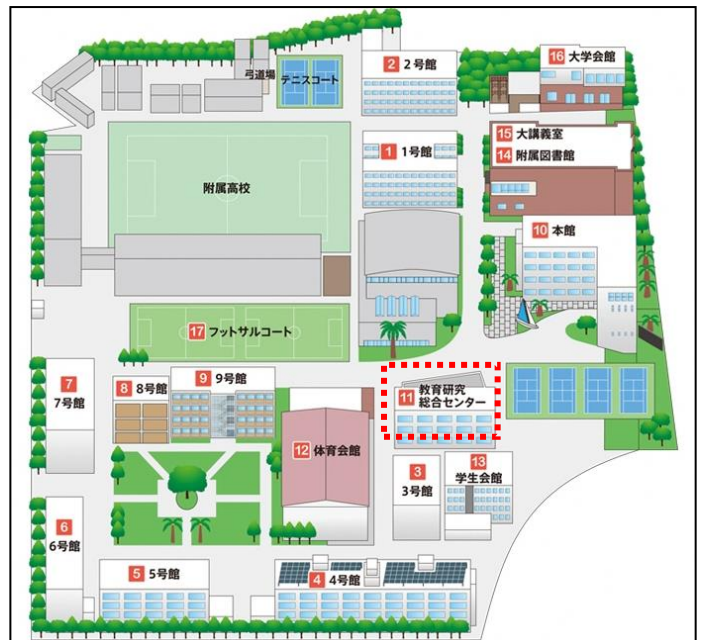 弓道場
テニスコート
2 2号館
16 大学会館
1 1号館
15 大講義室
14 附属図書館
附属高校
10 本館
17 フットサルコート
7
7号館
8 8号館
9 9号館
11 教育研究
総合センター
12 体育会館
3
3号館
13
学生会館
6
6号館
5 5号館
4 4号館